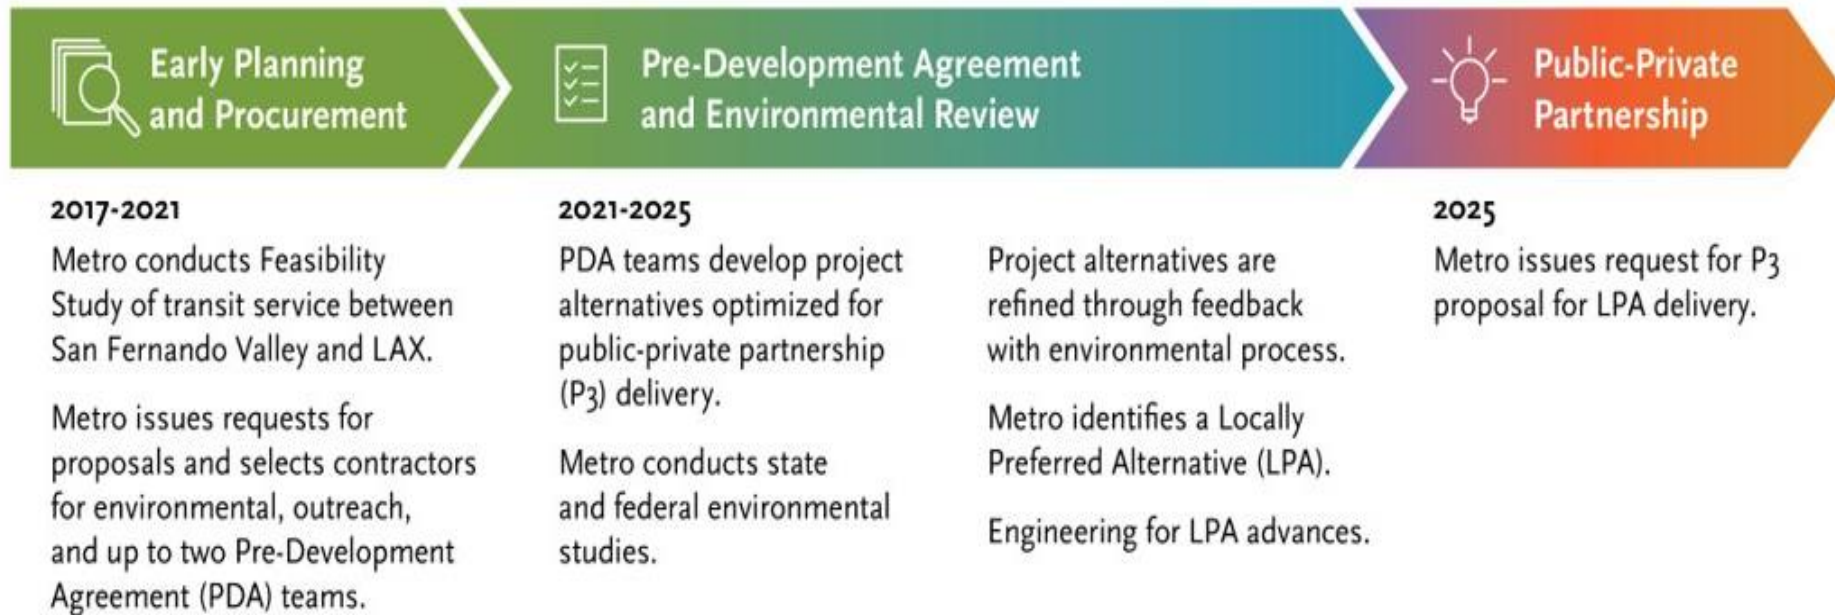 Early Planning
and Procurement
Pre-Development Agreement
and Environmental Review
Public-Private
Partnership
2017-2021
Metro conducts Feasibility
Study of transit service between
San Fernando Valley and LAX.
Metro issues requests for
proposals and selects contractors
for environmental, outreach,
and up to two Pre-Development
Agreement (PDA) teams.
2021-2025
PDA teams develop project
alternatives optimized for
public-private partnership
(P3) delivery.
Metro conducts state
and federal environmental
studies.
Project alternatives are
refined through feedback
with environmental process.
Metro identifies a Locally
Preferred Alternative (LPA).
Engineering for LPA advances.
2025
Metro issues request for P3
proposal for LPA delivery.